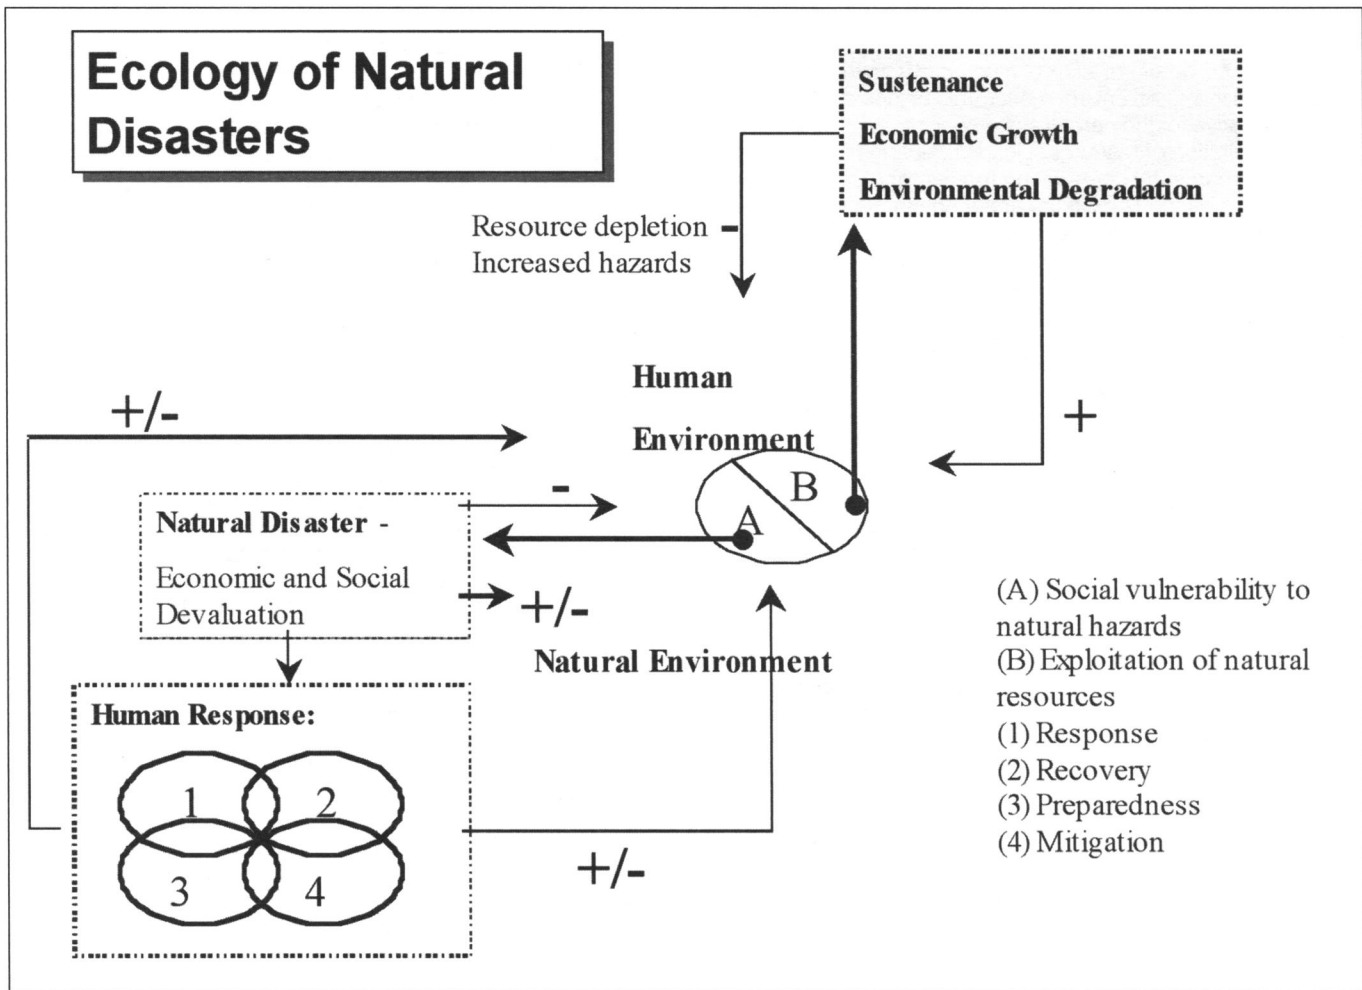 Ecology of Natural
Disasters
Sustenance
Economic Growth
Environmental Degradation
Resource depletion -
Increased hazards
Human
Environment
+/-
+
-
B
A
Natural Disaster -
Economic and Social
Devaluation
+/-
Natural Environment
Human Response:
1
2
3
4
+/-
(A) Social vulnerability to
natural hazards
(B) Exploitation of natural
resources
(1) Response
(2) Recovery
(3) Preparedness
(4) Mitigation